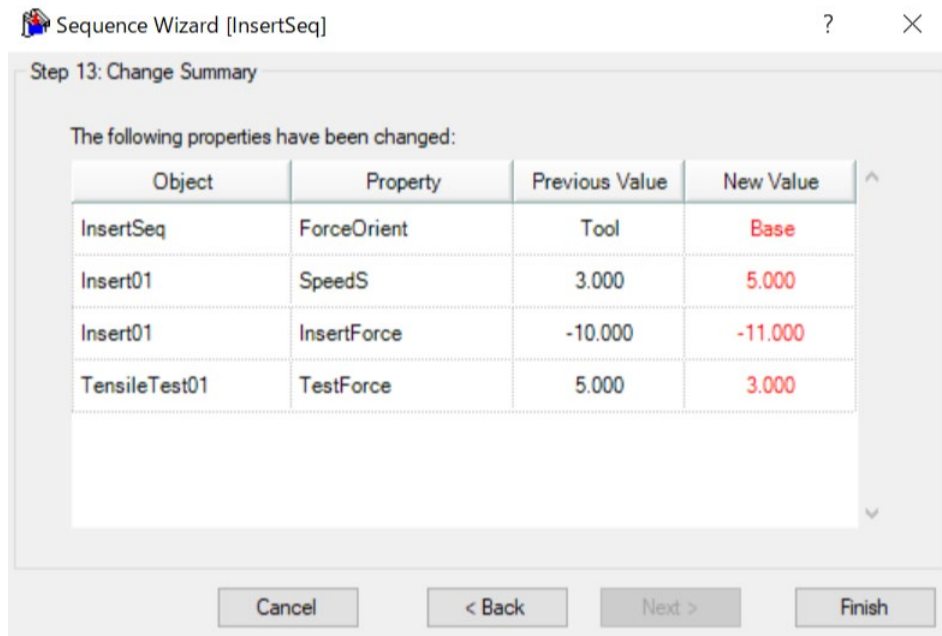 Sequence Wizard [InsertSeq] ?
Step 13: Change Summary
The following properties have been changed:
Object Property Previous Value New Value
InsertSeq ForceOrient Tool Base
Insert01 SpeedS 3.000 5.000
Insert01 InsertForce -10.000 -11.000
TensileTest01 TestForce 5.000 3.000
Cancel < Back Next > Finish